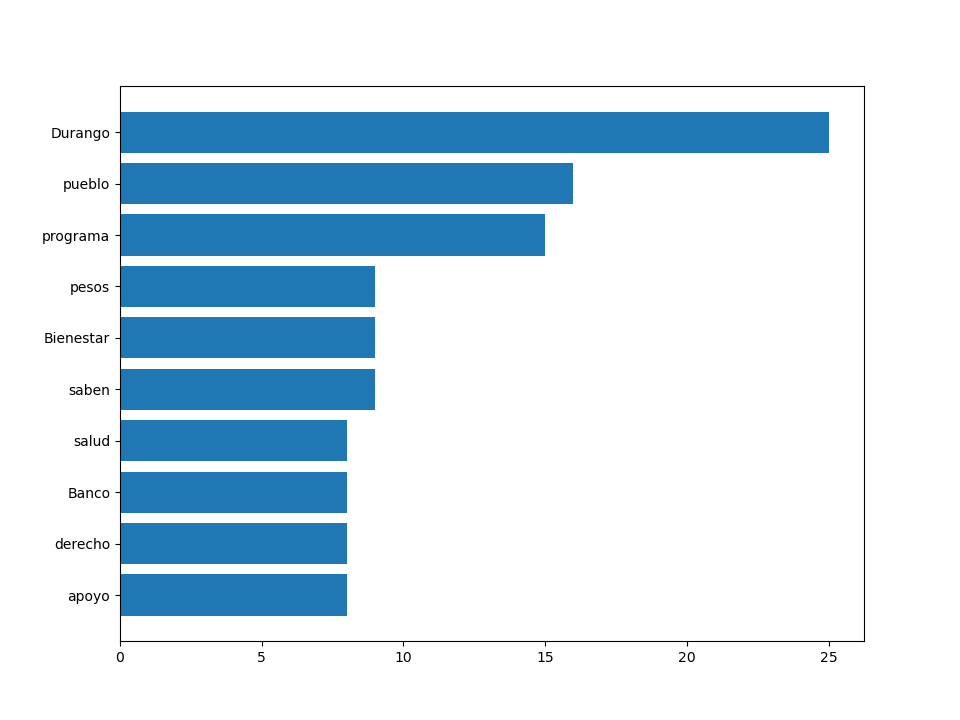 Durango
pueblo
programa
pesos
Bienestar
saben
salud
Banco
derecho
apoyo
0 5 10 15 20 25